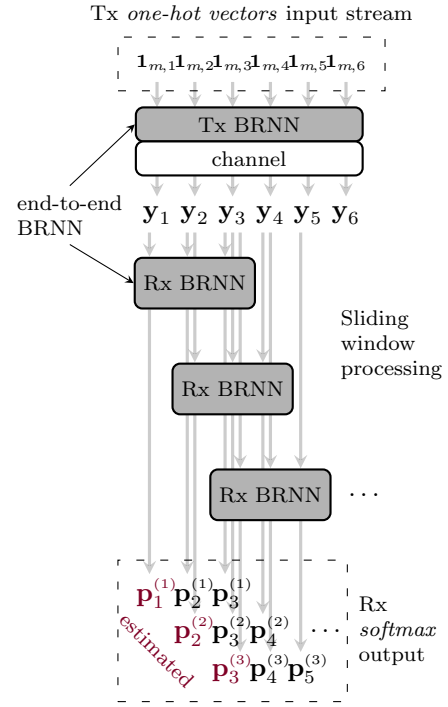 Tx one-hot vectors input stream
1m,1 1m,2 1m,3 1m,4 1m,5 1m,6
Tx BRNN
channel
end-to-end
BRNN
y1 y2 y3 y4 y5 y6
Rx BRNN
Sliding
window
processing
Rx BRNN
Rx BRNN ...
p1(1) p2(1) p3(1)
p2(2) p3(2) p4(2) ...
p3(3) p4(3) p5(3)
estimated
Rx
softmax
output